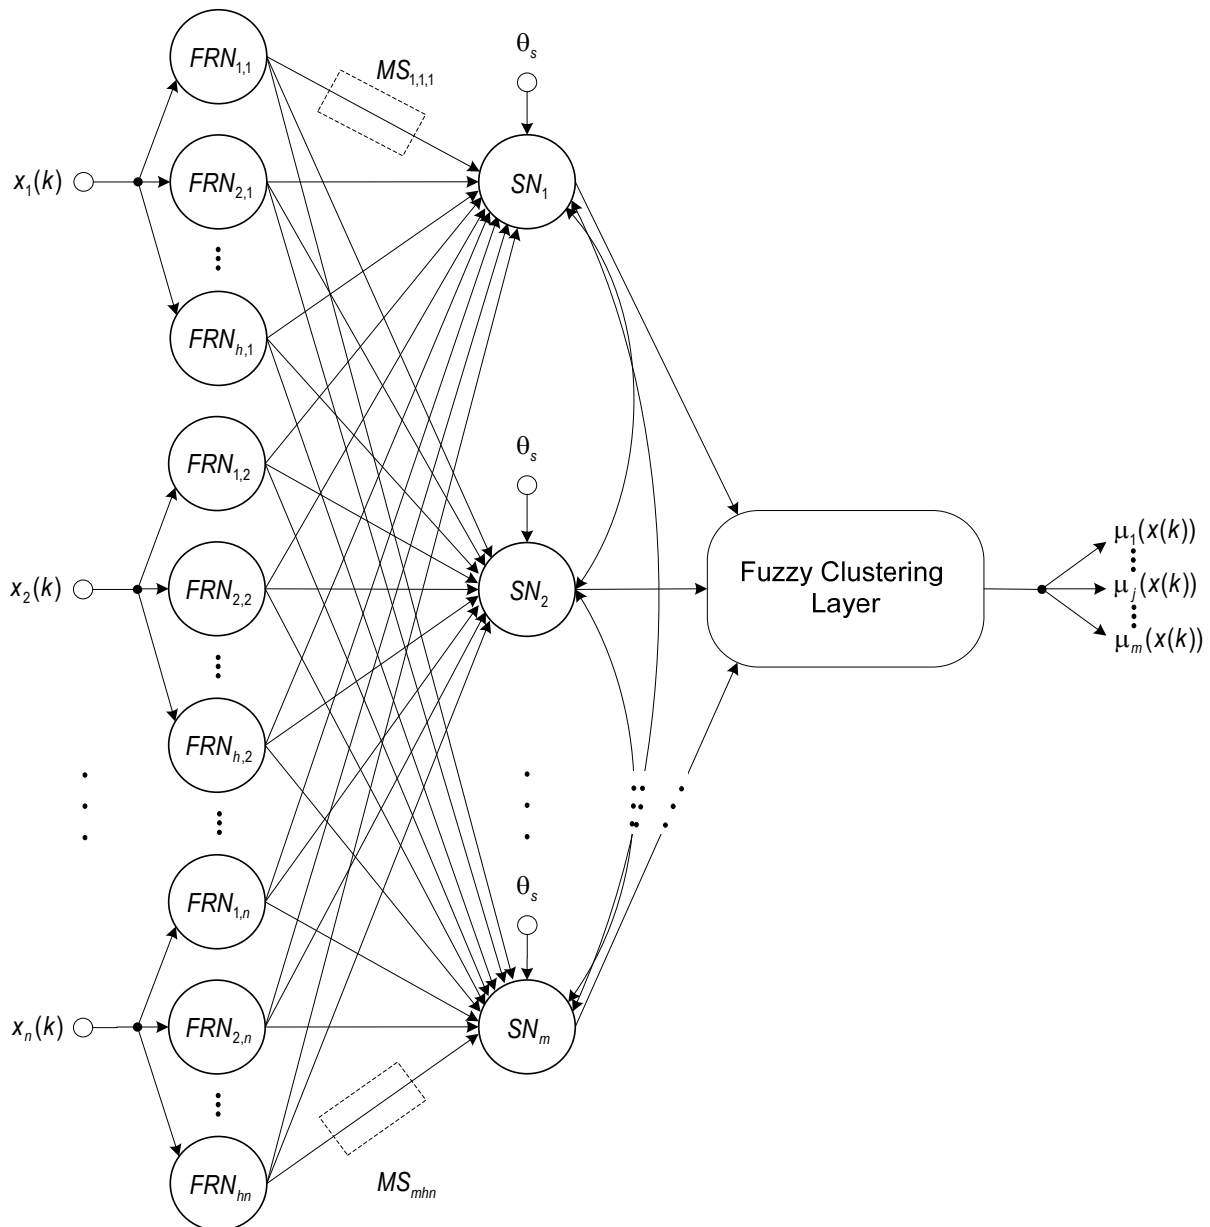 FRN1,1
MS1,1,1
θs
x1(k)
FRN2,1
SN1
FRNh,1
FRN1,2
θs
x2(k)
FRN2,2
SN2
Fuzzy Clustering
Layer
μ1(x(k))
μj(x(k))
μm(x(k))
FRNh,2
FRN1,n
θs
xn(k)
FRN2,n
SNm
FRNhn
MSmhn